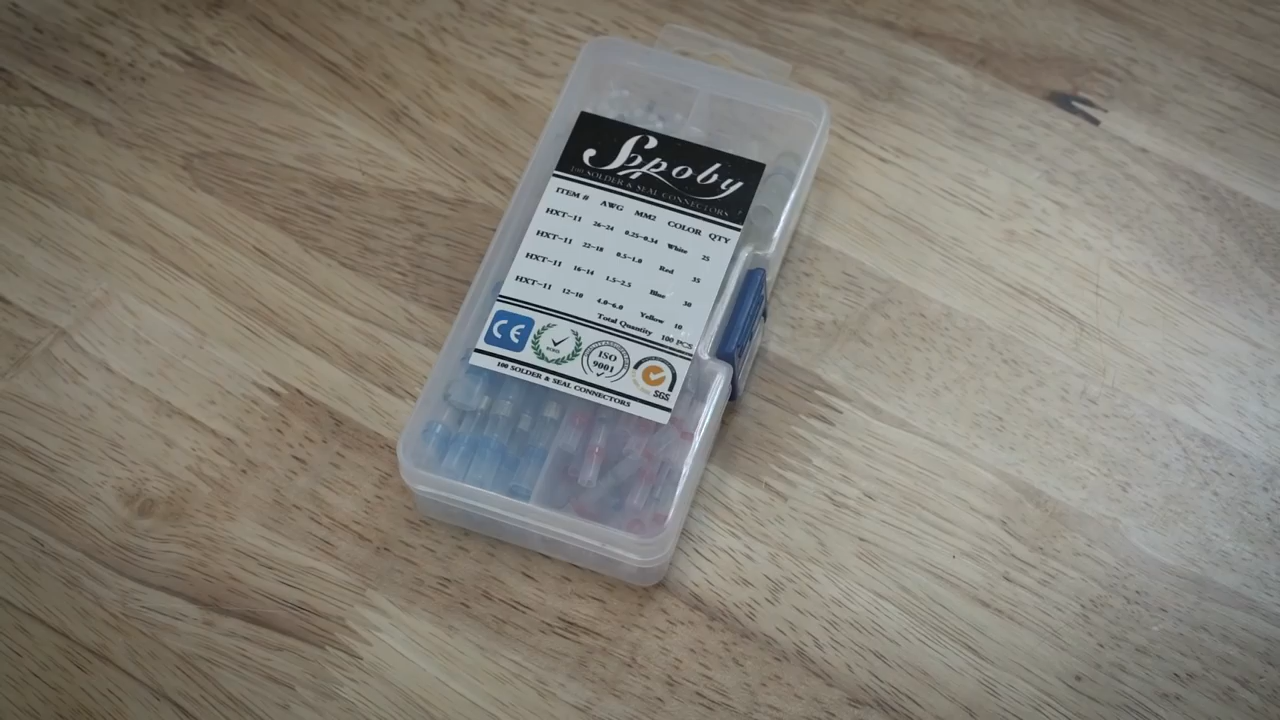 Sopoby
100 SOLDER & SEAL CONNECTORS
ITEM # AWG MM2 COLOR QTY
HXT-11 26~24 0.25~0.34 White 25
HXT-11 22~18 0.5~1.0 Red 35
HXT-11 16~14 1.5~2.5 Blue 30
HXT-11 12~10 4.0~6.0 Yellow 10
Total Quantity 100 PCS
CE
ISO
9001
SGS
100 SOLDER & SEAL CONNECTORS